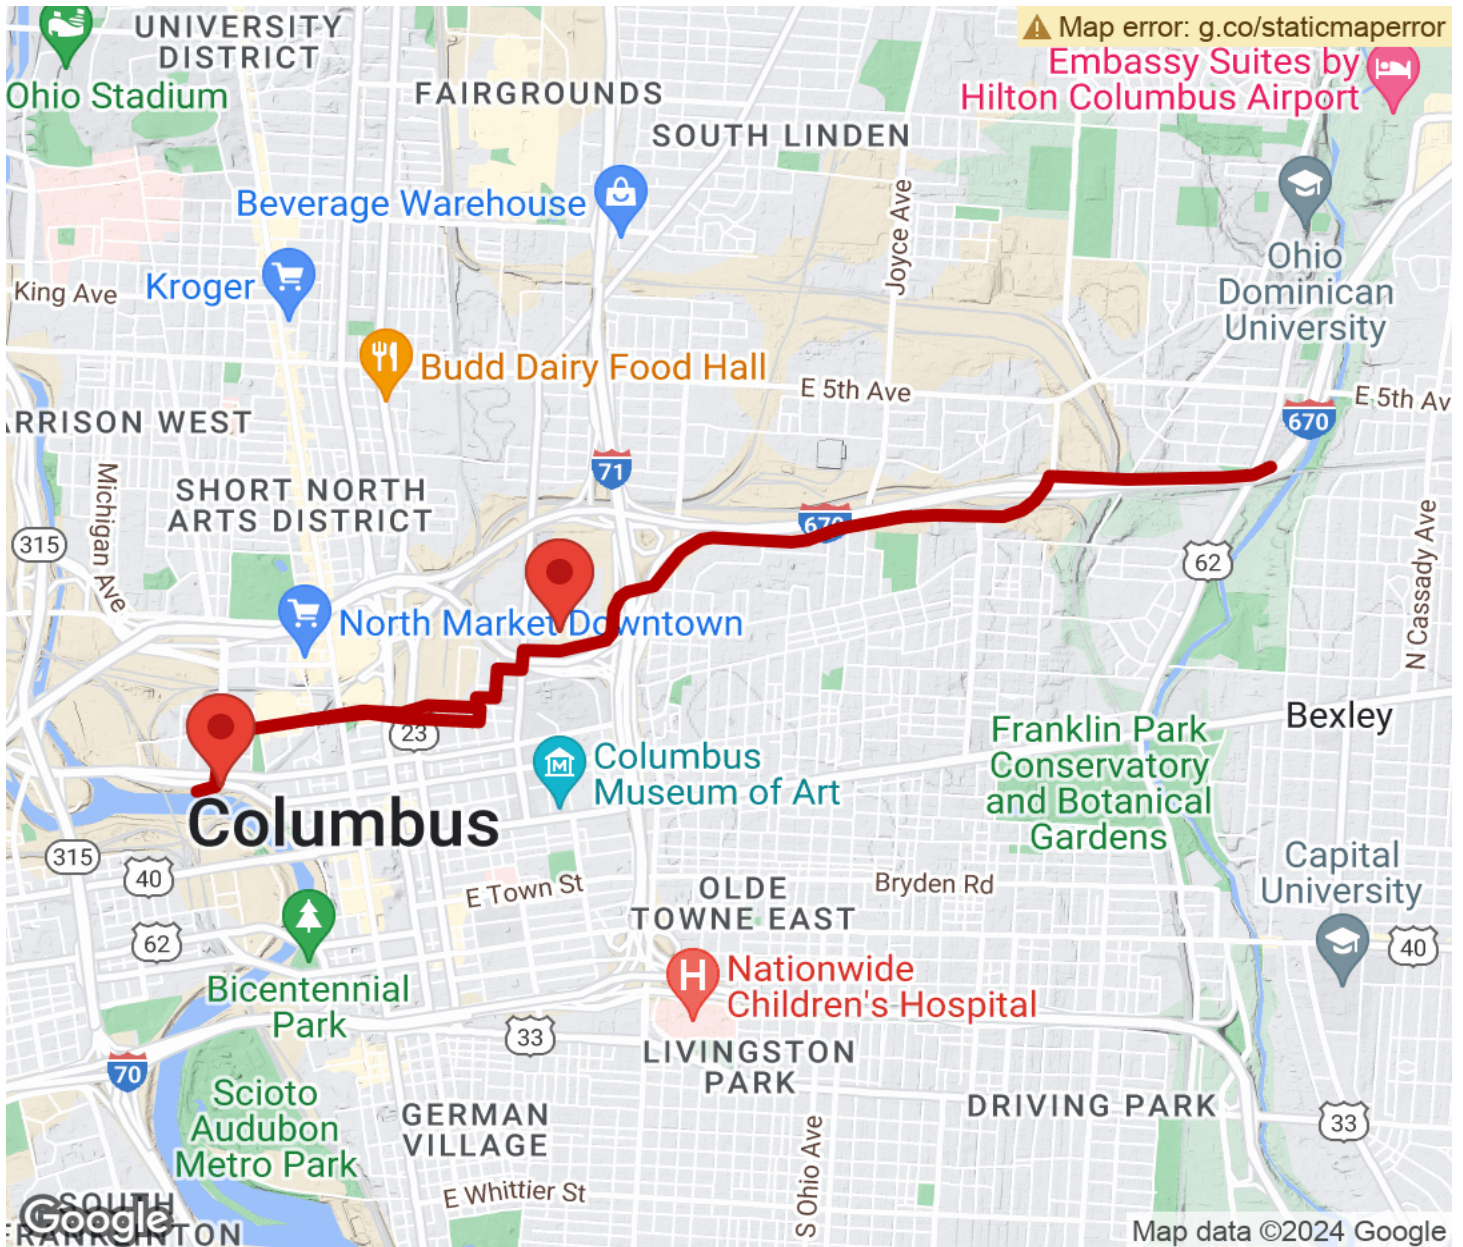 UNIVERSITY
DISTRICT
Map error: g.co/staticmaperror
Ohio Stadium
FAIRGROUNDS
Embassy Suites by
Hilton Columbus Airport
SOUTH LINDEN
Beverage Warehouse
Joyce Ave
Ohio
Dominican
University
King Ave
Kroger
Budd Dairy Food Hall
E 5th Ave
E 5th Av
RRISON WEST
670
71
Michigan Ave
SHORT NORTH
ARTS DISTRICT
670
315
62
N Cassady Ave
North Market Downtown
23
Bexley
Columbus
Museum of Art
Franklin Park
Conservatory
and Botanical
Gardens
Columbus
315
40
E Town St
OLDE
TOWNE EAST
Bryden Rd
Capital
University
62
40
Bicentennial
Park
Nationwide
Children's Hospital
33
LIVINGSTON
PARK
70
Scioto
Audubon
Metro Park
GERMAN
VILLAGE
DRIVING PARK
33
S Ohio Ave
E Whittier St
SOUTH
FRANKLINTON
Google
Map data ©2024 Google